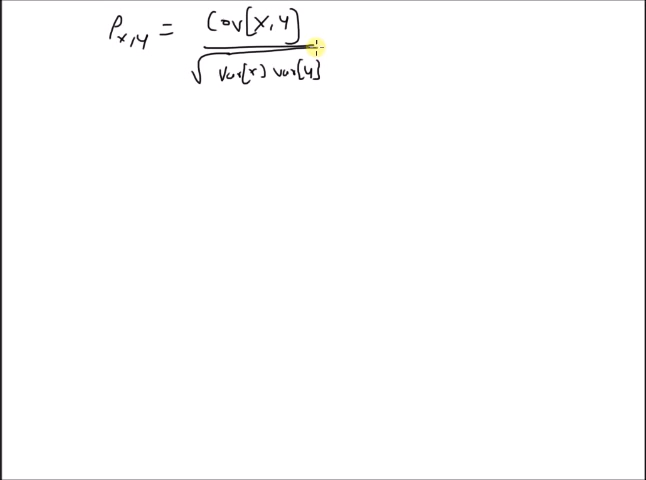 ρx,y = Cov[x,y] / √var[x] var[y]